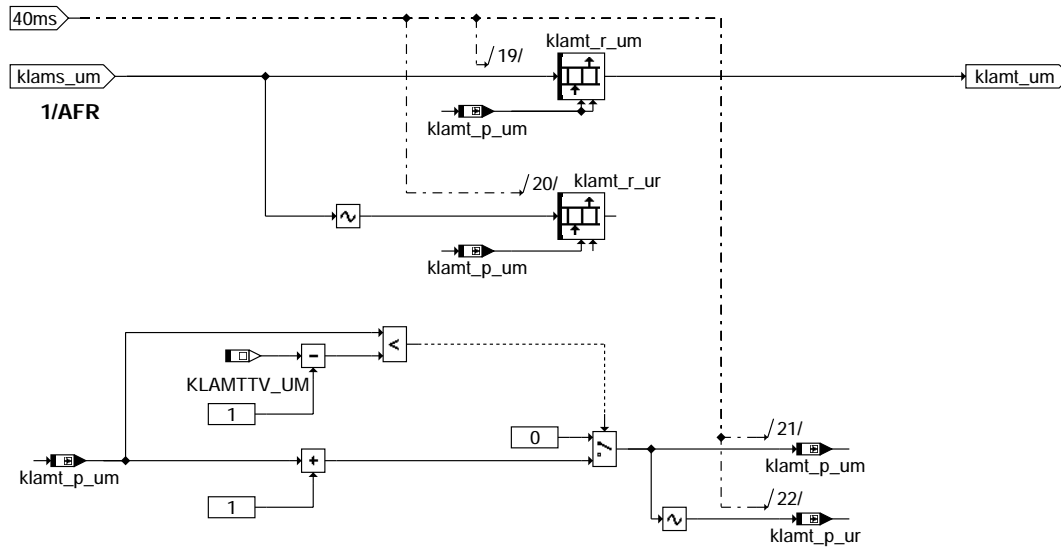 40ms
klamt_r_um
/19/
klams_um
klamt_um
1/AFR
klamt_p_um
/20/
klamt_r_ur
klamt_p_um
<
KLAMTTV_UM
-
1
0
/21/
klamt_p_um
+
klamt_p_um
1
/22/
klamt_p_ur